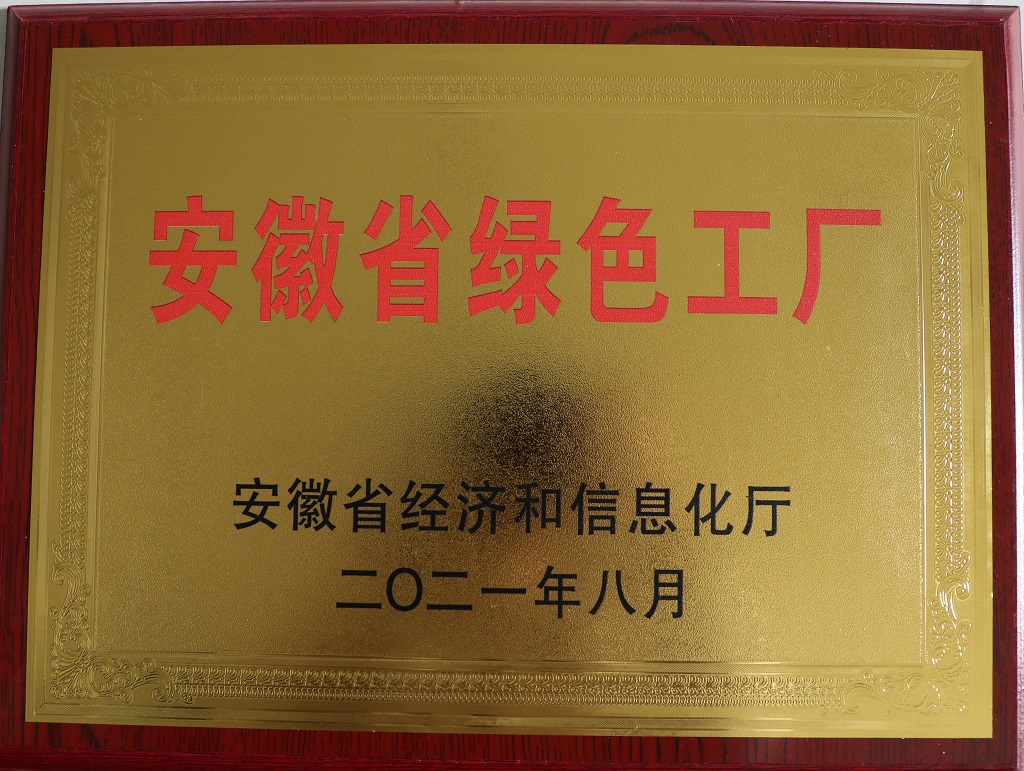 安徽省绿色工厂
安徽省经济和信息化厅
二〇二一年八月